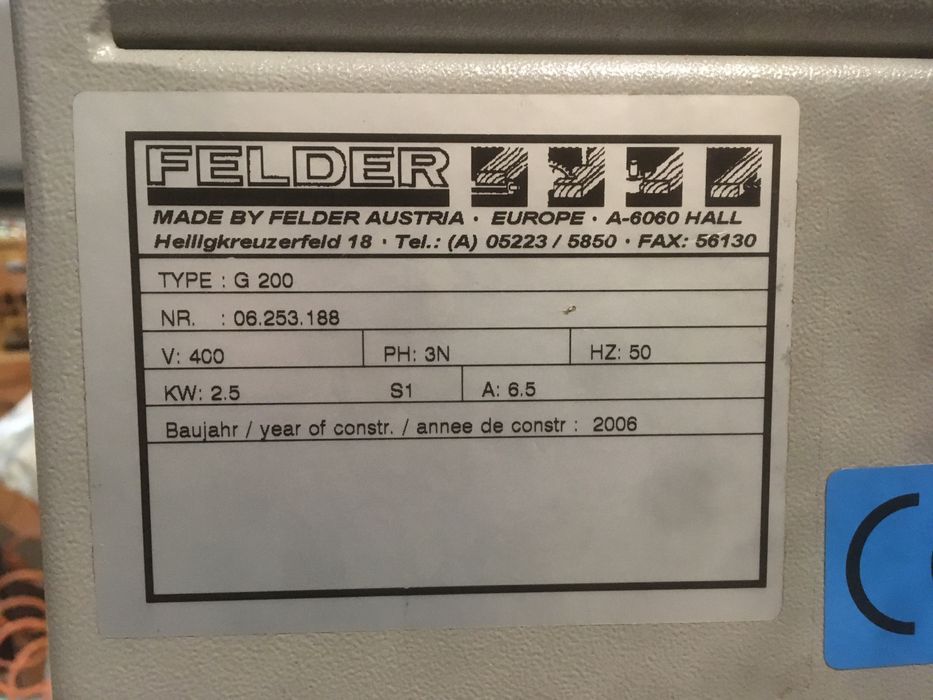 FELDER
MADE BY FELDER AUSTRIA · EUROPE · A-6060 HALL
Heiligkreuzerfeld 18 · Tel.: (A) 05223 / 5850 · FAX: 56130
TYPE : G 200
NR. : 06.253.188
V: 400 PH: 3N HZ: 50
KW: 2.5 S1 A: 6.5
Baujahr / year of constr. / annee de constr : 2006